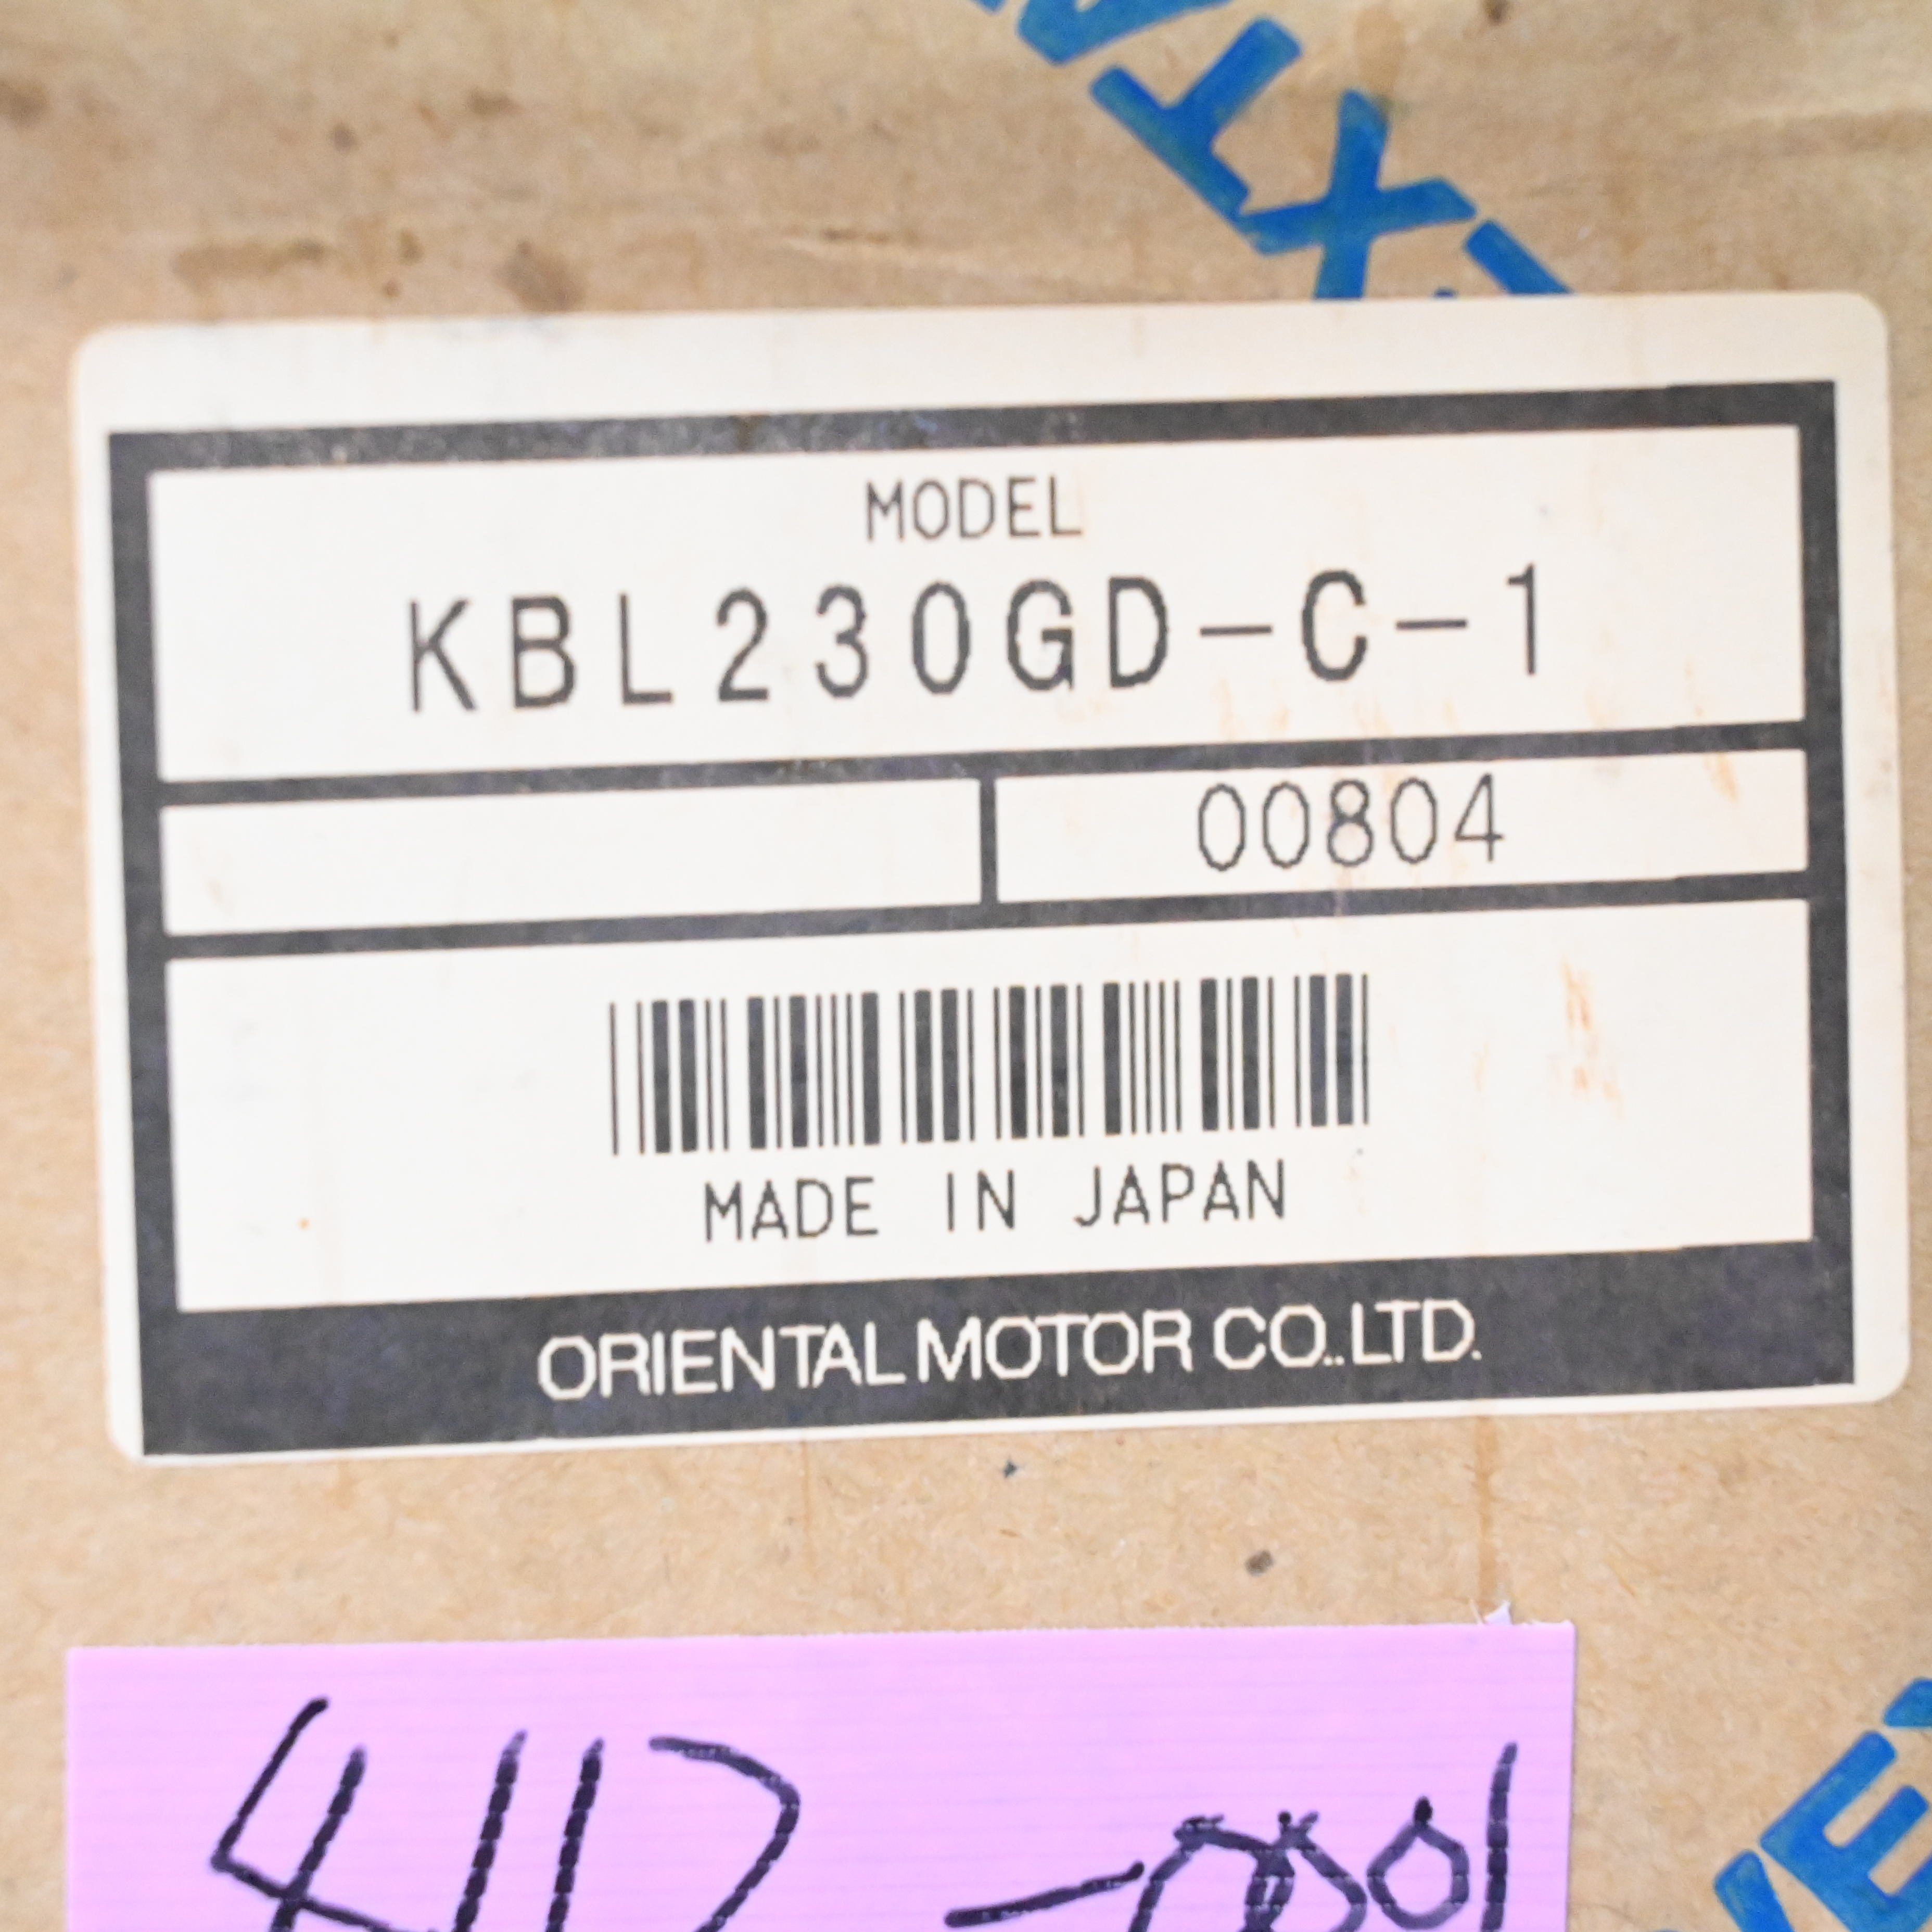 MODEL
KBL230GD-C-1
00804
MADE IN JAPAN
ORIENTAL MOTOR CO.,LTD.